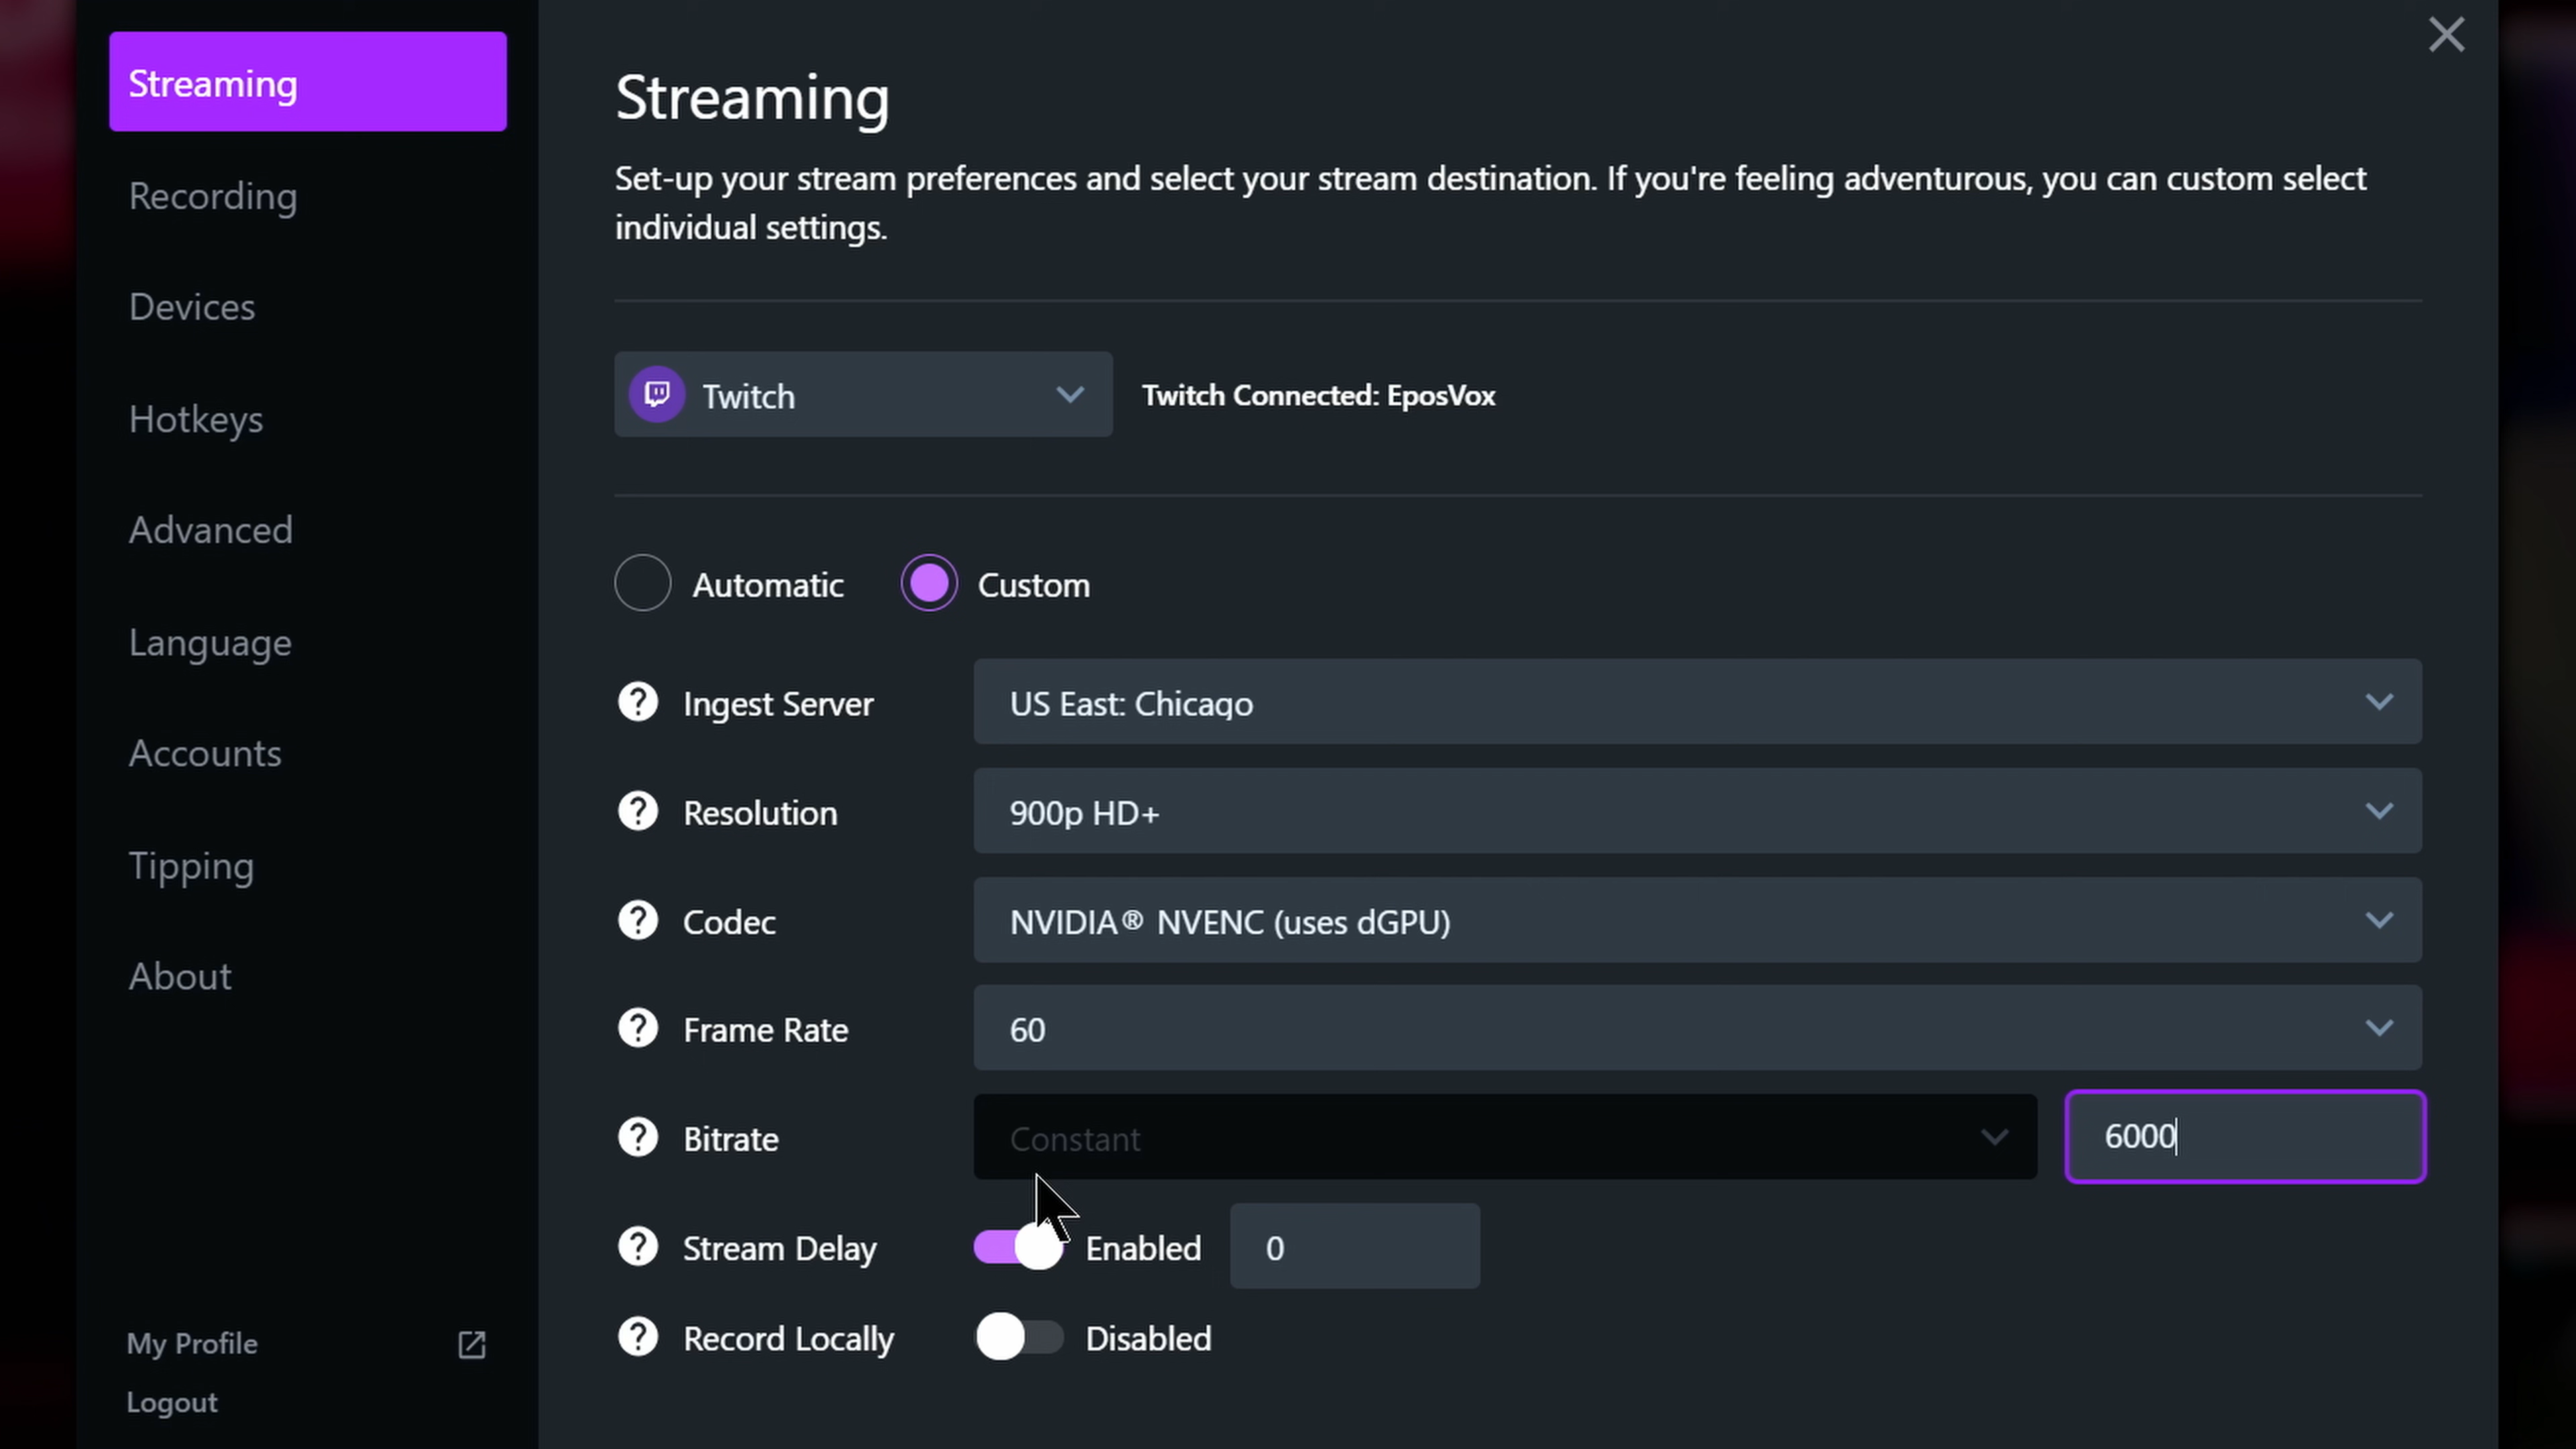 Streaming
Recording
Devices
Hotkeys
Advanced
Language
Accounts
Tipping
About
My Profile
Logout
Streaming
Set-up your stream preferences and select your stream destination. If you're feeling adventurous, you can custom select
individual settings.
Twitch
Twitch Connected: EposVox
Automatic
Custom
Ingest Server
US East: Chicago
Resolution
900p HD+
Codec
NVIDIA® NVENC (uses dGPU)
Frame Rate
60
Bitrate
Constant
6000
Stream Delay
Enabled
0
Record Locally
Disabled